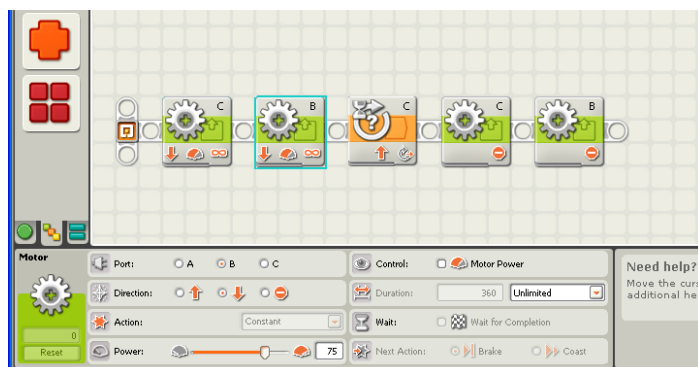 C B C C B
Motor
Port: A B C
Control: Motor Power
Direction:
Duration: 360 Unlimited
Action: Constant
Wait: Wait for Completion
0
Reset
Power: 75
Next Action: Brake Coast
Need help?
Move the curs
additional he